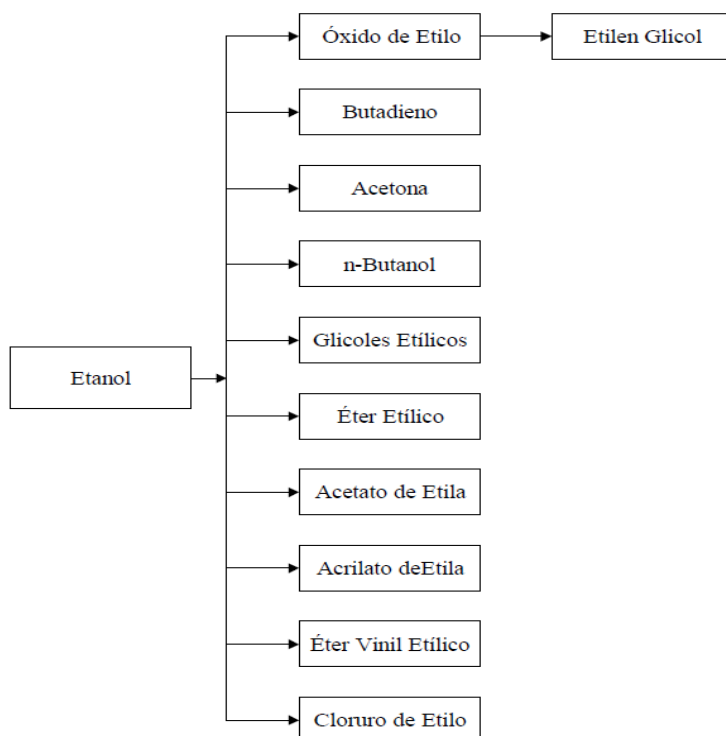 Óxido de Etilo
Etilen Glicol
Butadieno
Acetona
n-Butanol
Glicoles Etílicos
Etanol
Éter Etílico
Acetato de Etila
Acrilato deEtila
Éter Vinil Etílico
Cloruro de Etilo